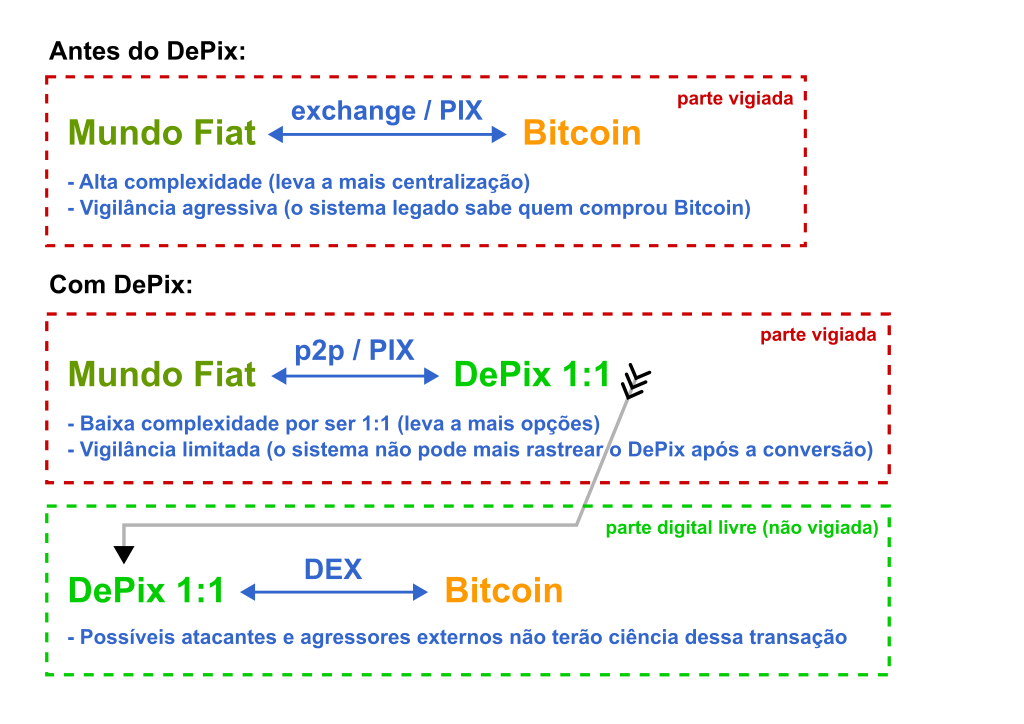 Antes do DePix:
parte vigiada
exchange / PIX
Mundo Fiat
Bitcoin
- Alta complexidade (leva a mais centralização)
- Vigilância agressiva (o sistema legado sabe quem comprou Bitcoin)
Com DePix:
parte vigiada
p2p / PIX
Mundo Fiat
DePix 1:1
- Baixa complexidade por ser 1:1 (leva a mais opções)
- Vigilância limitada (o sistema não pode mais rastrear o DePix após a conversão)
parte digital livre (não vigiada)
DEX
DePix 1:1
Bitcoin
- Possíveis atacantes e agressores externos não terão ciência dessa transação